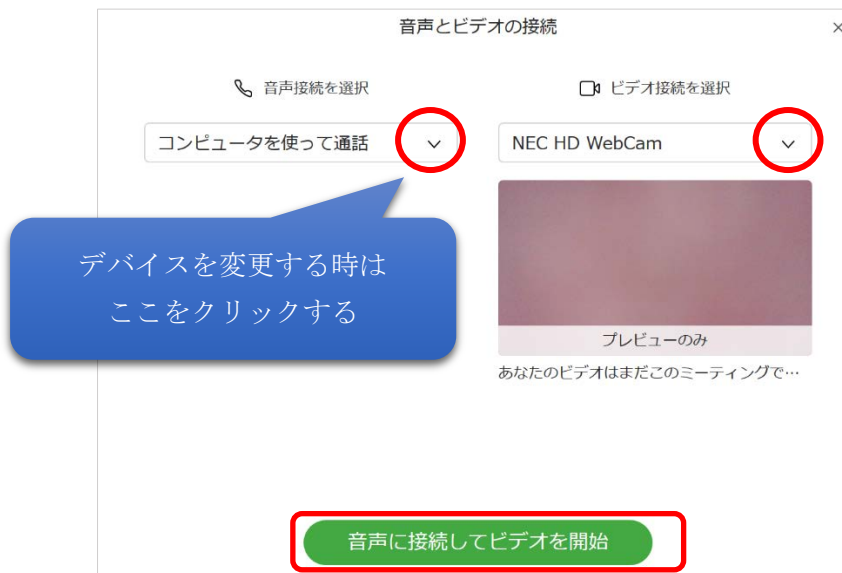 音声とビデオの接続
音声接続を選択
ビデオ接続を選択
コンピュータを使って通話
NEC HD WebCam
デバイスを変更する時は
ここをクリックする
プレビューのみ
あなたのビデオはまだこのミーティングで…
音声に接続してビデオを開始